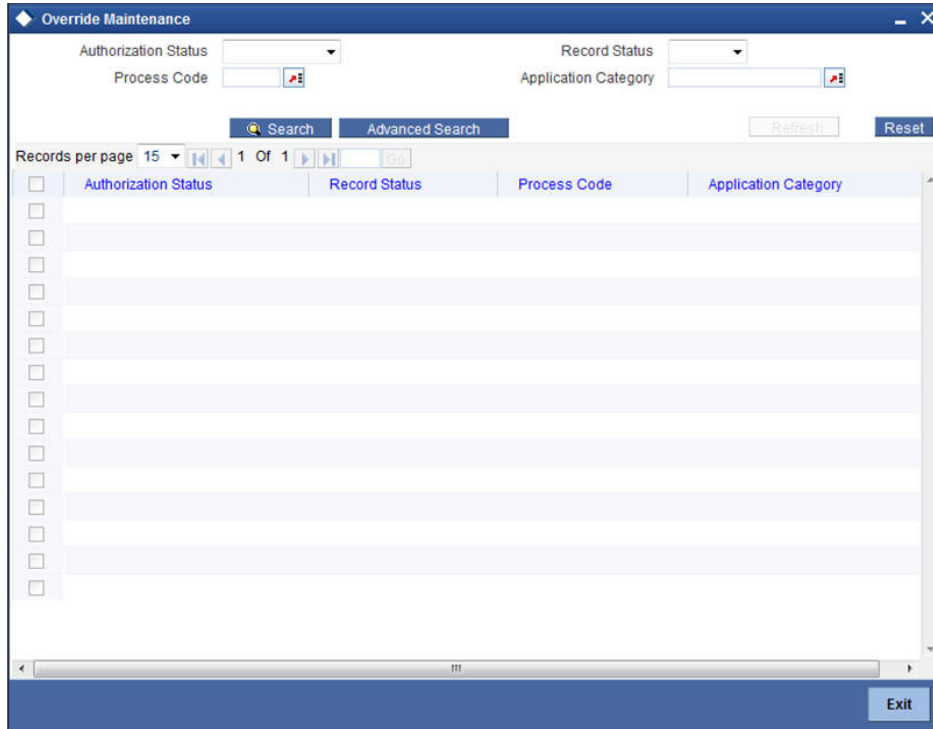 Override Maintenance
Authorization Status Record Status
Process Code Application Category
Search Advanced Search Refresh Reset
Records per page 15 1 Of 1 Go
Authorization Status Record Status Process Code Application Category
Exit